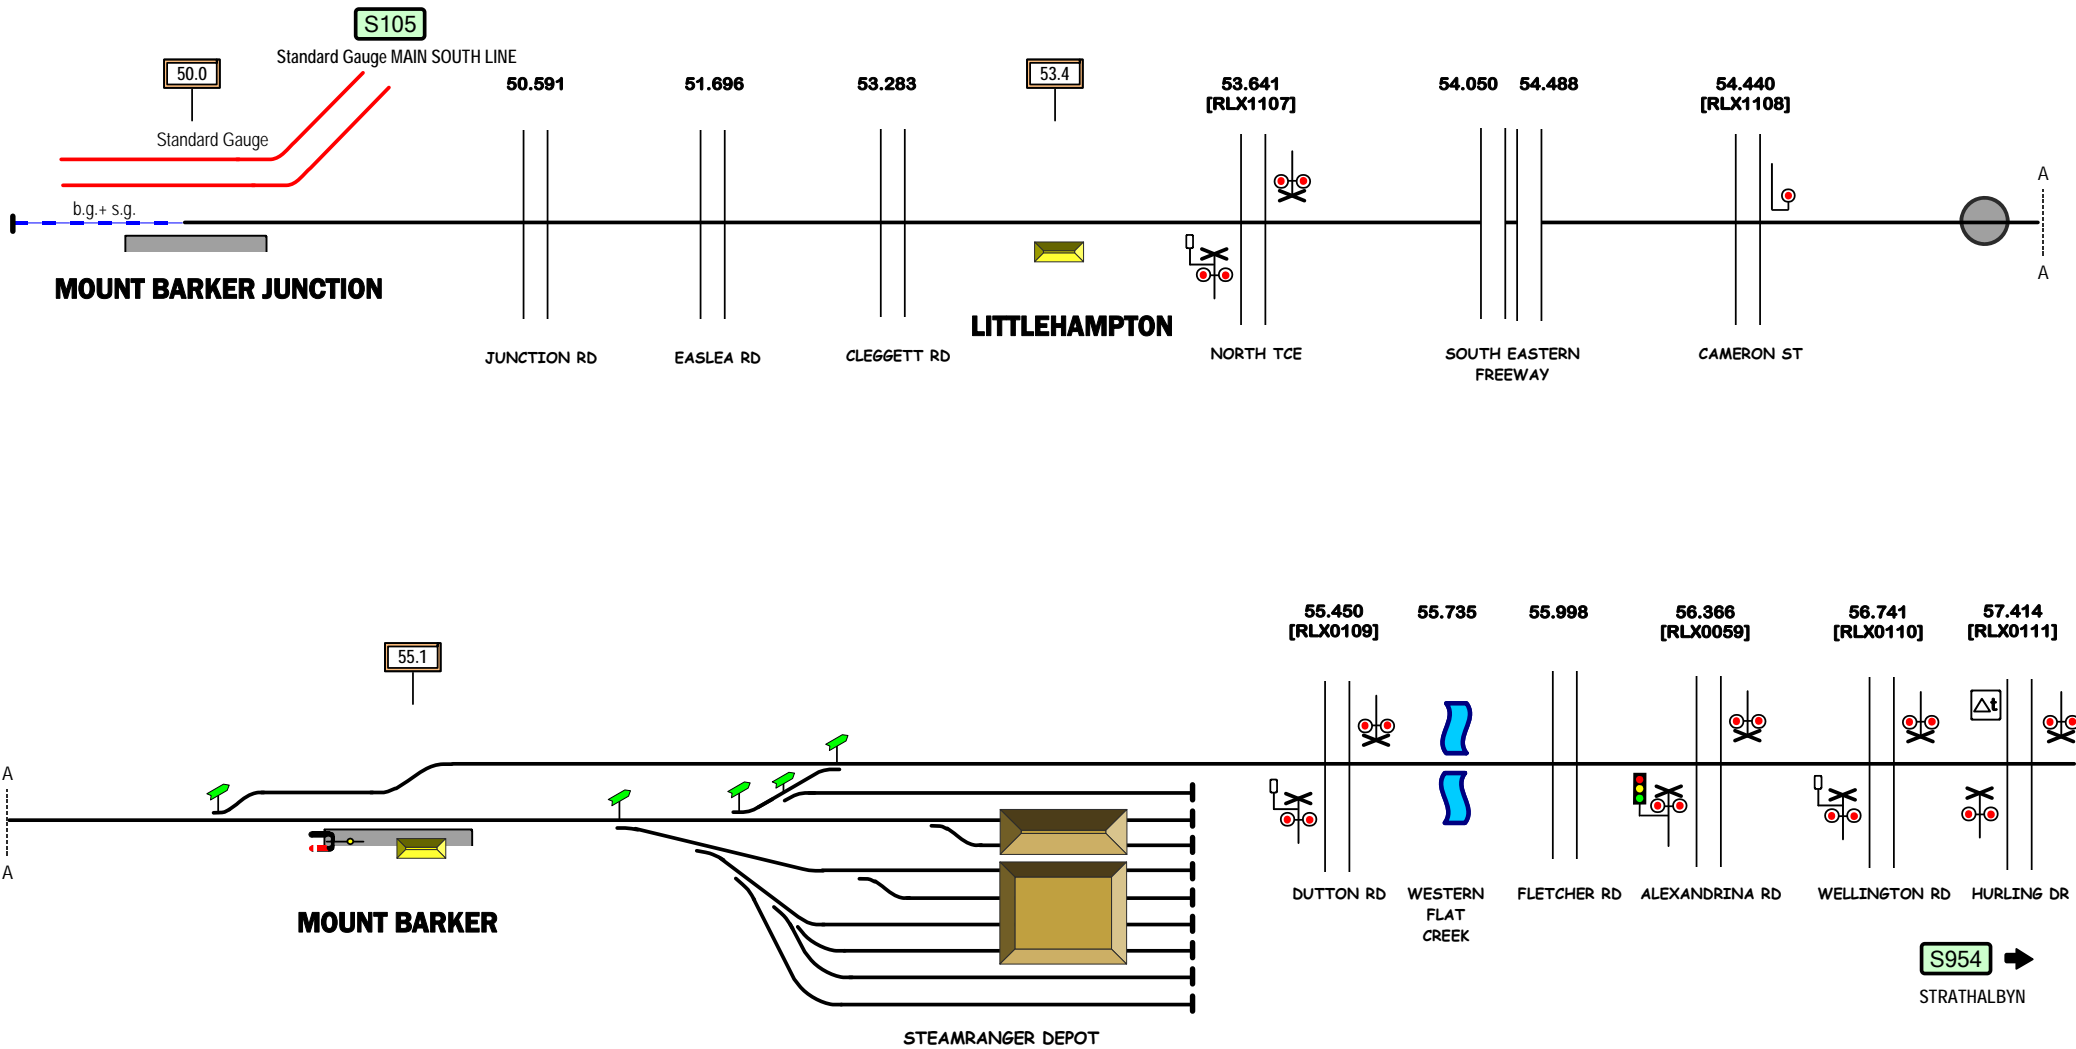 S105
Standard Gauge MAIN SOUTH LINE
50.0
50.591
51.696
53.283
53.4
53.641
[RLX1107]
54.050
54.488
54.440
[RLX1108]
Standard Gauge
b.g.+ s.g.
A
A
MOUNT BARKER JUNCTION
LITTLEHAMPTON
JUNCTION RD
EASLEA RD
CLEGGETT RD
NORTH TCE
SOUTH EASTERN
FREEWAY
CAMERON ST
55.1
55.450
[RLX0109]
55.735
55.998
56.366
[RLX0059]
56.741
[RLX0110]
57.414
[RLX0111]
Δt
A
A
MOUNT BARKER
DUTTON RD
WESTERN
FLAT
CREEK
FLETCHER RD
ALEXANDRINA RD
WELLINGTON RD
HURLING DR
S954
STRATHALBYN
STEAMRANGER DEPOT